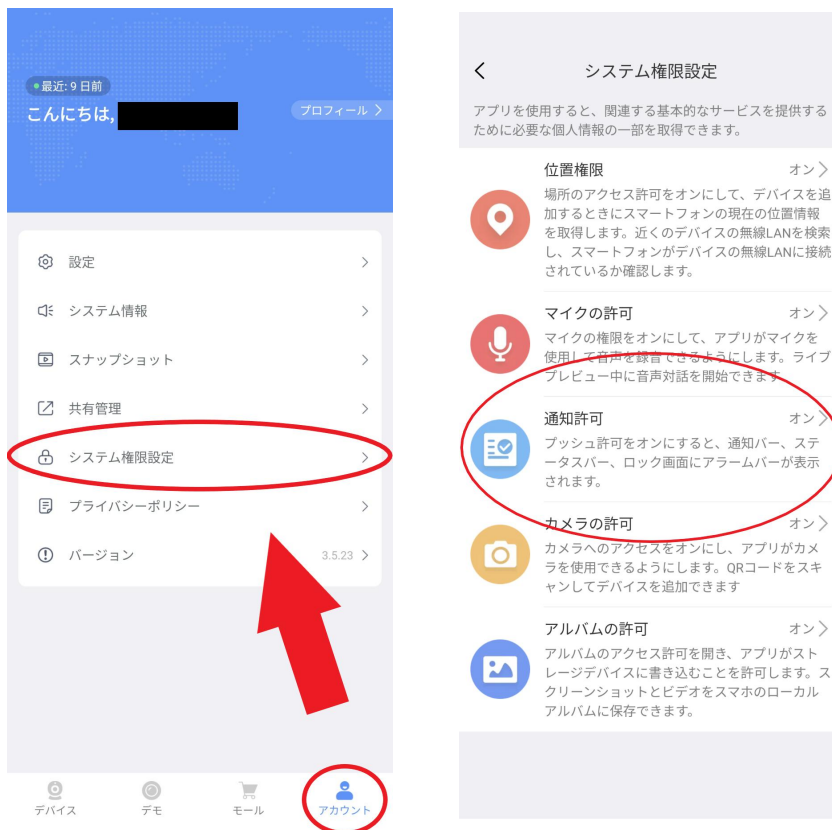 最近: 9 日前
こんにちは,
プロフィール
設定
システム情報
スナップショット
共有管理
システム権限設定
プライバシーポリシー
バージョン 3.5.23
デバイス
デモ
モール
アカウント
システム権限設定
アプリを使用すると、関連する基本的なサービスを提供する
ために必要な個人情報の一部を取得できます。
位置権限 オン
場所のアクセス許可をオンにして、デバイスを追
加するときにスマートフォンの現在の位置情報
を取得します。近くのデバイスの無線LANを検索
し、スマートフォンがデバイスの無線LANに接続
されているか確認します。
マイクの許可 オン
マイクの権限をオンにして、アプリがマイクを
使用して音声を録音できるようにします。ライブ
プレビュー中に音声対話を開始できます
通知許可 オン
プッシュ許可をオンにすると、通知バー、ステ
ータスバー、ロック画面にアラームバーが表示
されます。
カメラの許可 オン
カメラへのアクセスをオンにし、アプリがカメ
ラを使用できるようにします。QRコードをスキ
ャンしてデバイスを追加できます
アルバムの許可 オン
アルバムのアクセス許可を開き、アプリがスト
レージデバイスに書き込むことを許可します。ス
クリーンショットとビデオをスマホのローカル
アルバムに保存できます。